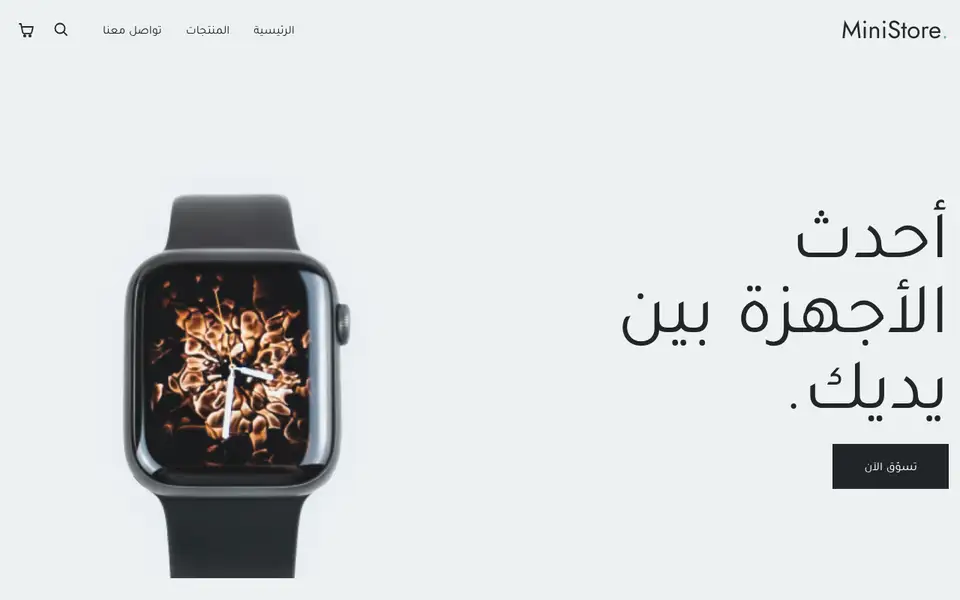 MiniStore.
الرئيسية
المنتجات
تواصل معنا
أحدث
الأجهزة بين
يديك.
تسوّق الآن